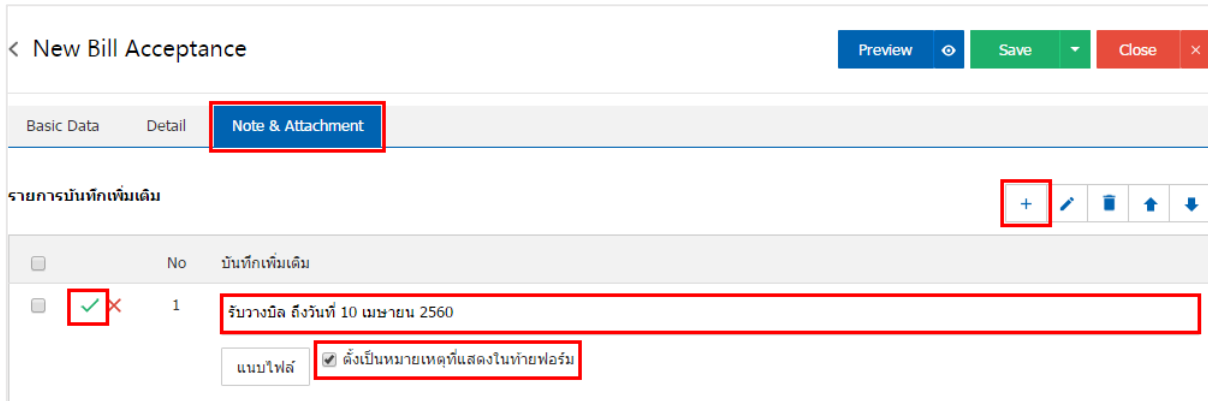 New Bill Acceptance
Preview
Save
Close
Basic Data
Detail
Note & Attachment
รายการบันทึกเพิ่มเติม
No
บันทึกเพิ่มเติม
1
รับวางบิล ถึงวันที่ 10 เมษายน 2560
แนบไฟล์
ตั้งเป็นหมายเหตุที่แสดงในท้ายฟอร์ม